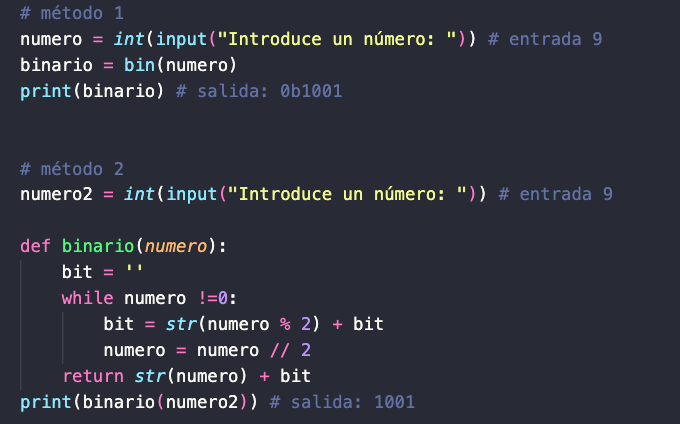 # método 1
numero = int(input("Introduce un número: ")) # entrada 9
binario = bin(numero)
print(binario) # salida: 0b1001
# método 2
numero2 = int(input("Introduce un número: ")) # entrada 9
def binario(numero):
    bit = ''
    while numero !=0:
        bit = str(numero % 2) + bit
        numero = numero // 2
    return str(numero) + bit
print(binario(numero2)) # salida: 1001